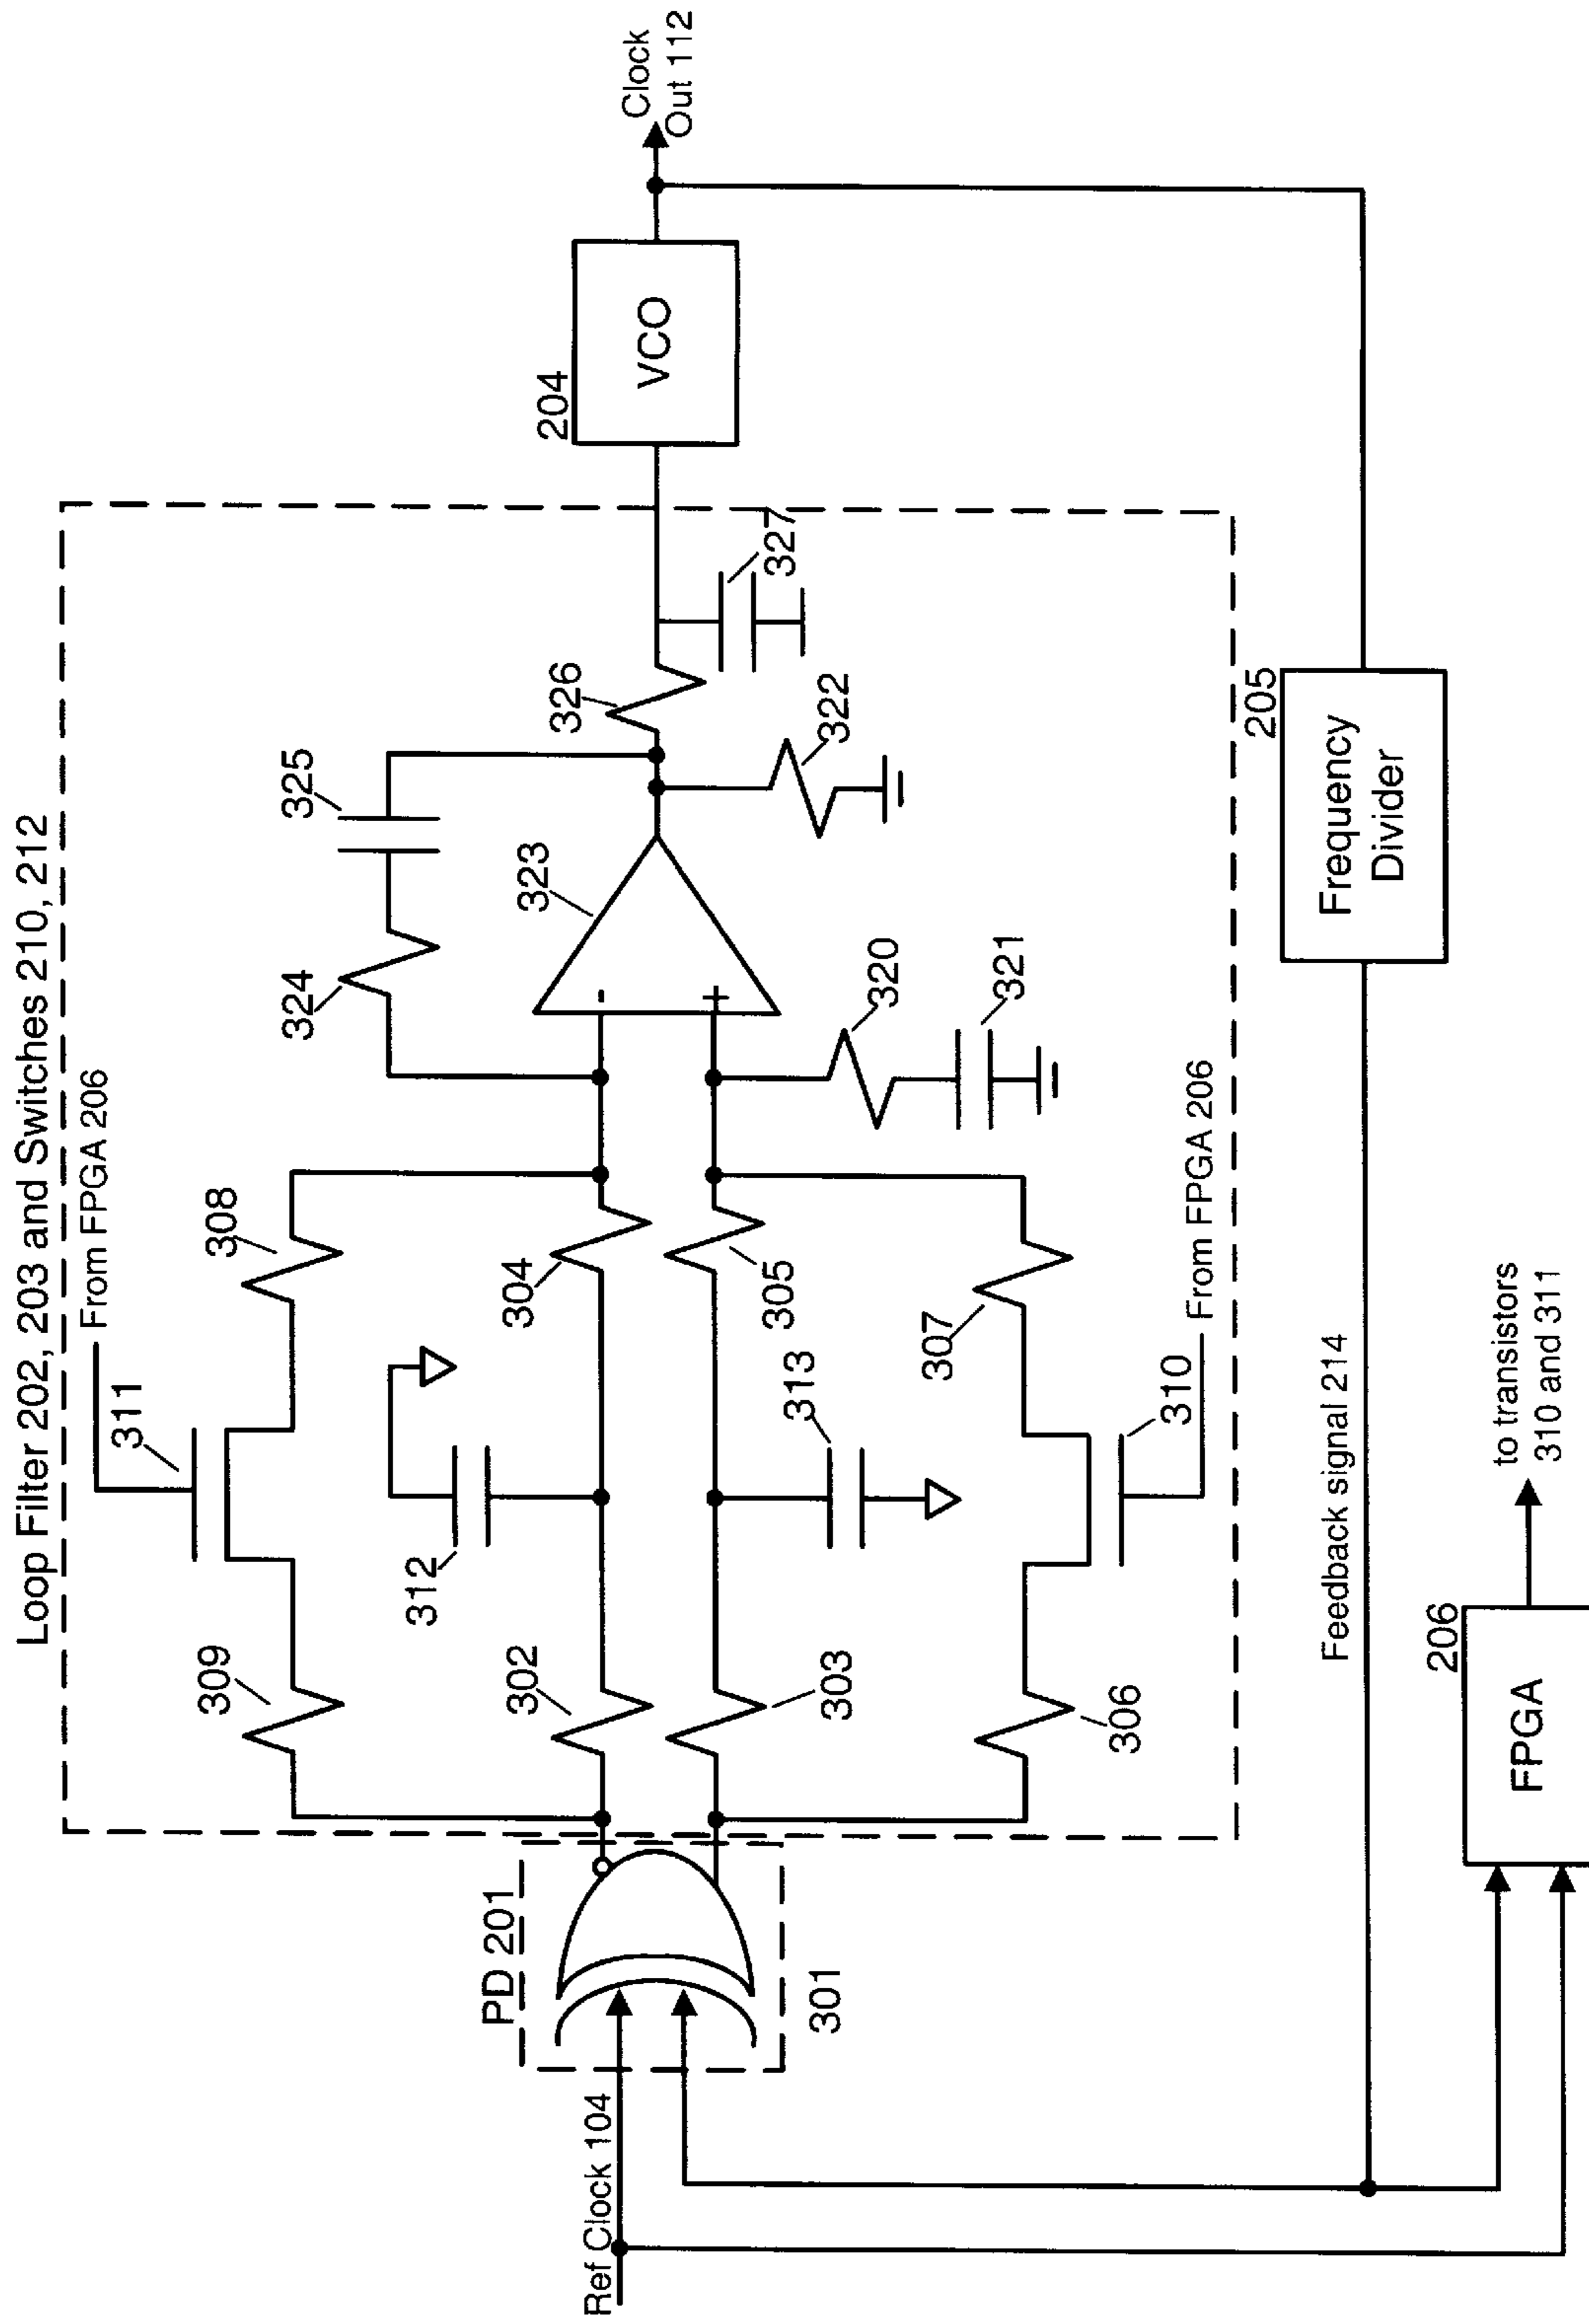 Loop Filter 202, 203 and Switches 210, 212
From FPGA 206
311
309
308
325
324
312
302
304
323
326
204
VCO
Clock
Out 112
PD 201
301
Ref Clock 104
303
313
305
320
321
322
327
306
310
307
From FPGA 206
205
Frequency
Divider
Feedback signal 214
206
FPGA
to transistors
310 and 311
-
+